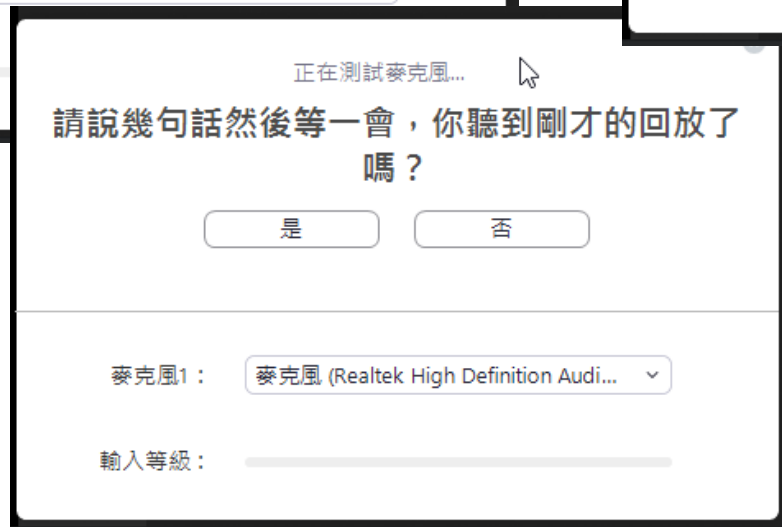 正在測試麥克風...
請說幾句話然後等一會，你聽到剛才的回放了
嗎？
是
否
麥克風1：
麥克風 (Realtek High Definition Audi...
輸入等級：